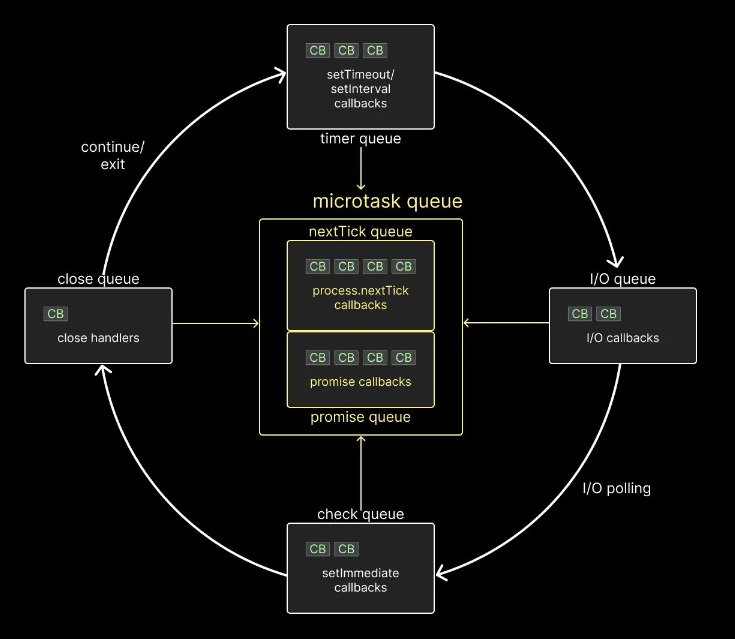 CB CB CB
setTimeout/
setInterval
callbacks
timer queue
continue/
exit
microtask queue
nextTick queue
CB CB CB CB
process.nextTick
callbacks
CB CB CB CB
promise callbacks
promise queue
close queue
CB
close handlers
I/O queue
CB CB
I/O callbacks
I/O polling
check queue
CB CB
setImmediate
callbacks